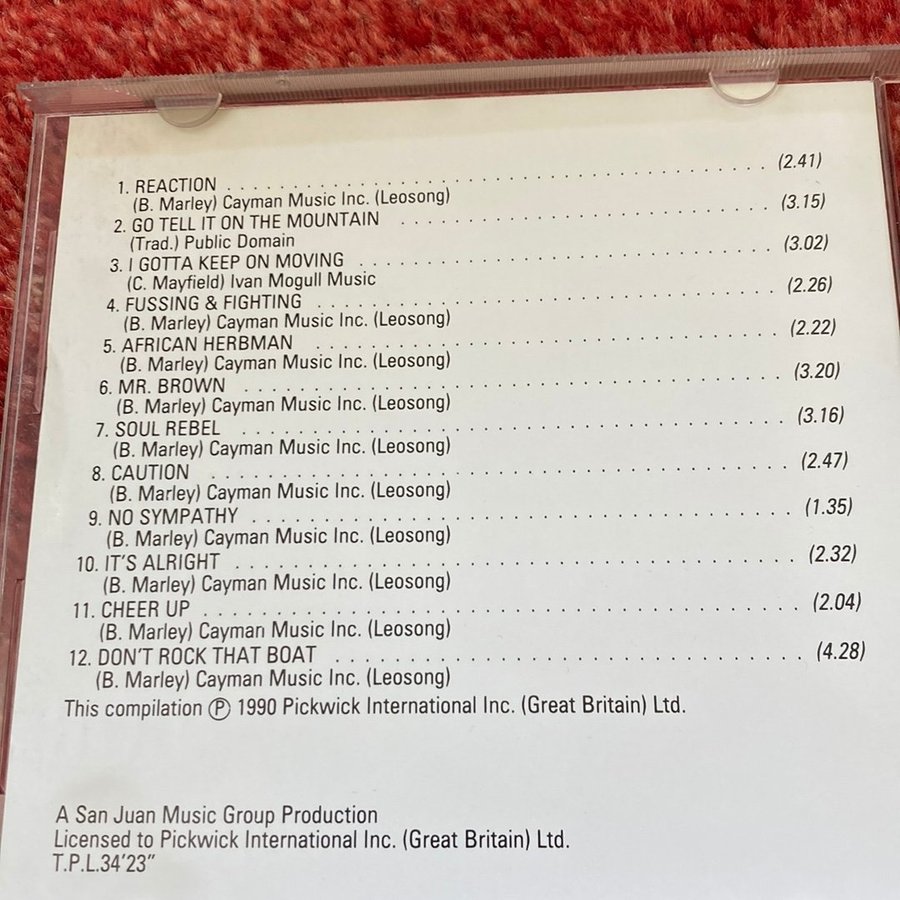 1. REACTION . . . . . . . . . . . . . . . . . . . . . . . . . . . . . . (2.41)
(B. Marley) Cayman Music Inc. (Leosong)
2. GO TELL IT ON THE MOUNTAIN . . . . . . . . . . . . . . . . . . . . (3.15)
(Trad.) Public Domain
3. I GOTTA KEEP ON MOVING . . . . . . . . . . . . . . . . . . . . . . (3.02)
(C. Mayfield) Ivan Mogull Music
4. FUSSING & FIGHTING . . . . . . . . . . . . . . . . . . . . . . . . (2.26)
(B. Marley) Cayman Music Inc. (Leosong)
5. AFRICAN HERBMAN . . . . . . . . . . . . . . . . . . . . . . . . . (2.22)
(B. Marley) Cayman Music Inc. (Leosong)
6. MR. BROWN . . . . . . . . . . . . . . . . . . . . . . . . . . . . (3.20)
(B. Marley) Cayman Music Inc. (Leosong)
7. SOUL REBEL . . . . . . . . . . . . . . . . . . . . . . . . . . . . (3.16)
(B. Marley) Cayman Music Inc. (Leosong)
8. CAUTION . . . . . . . . . . . . . . . . . . . . . . . . . . . . . (2.47)
(B. Marley) Cayman Music Inc. (Leosong)
9. NO SYMPATHY . . . . . . . . . . . . . . . . . . . . . . . . . . . (1.35)
(B. Marley) Cayman Music Inc. (Leosong)
10. IT'S ALRIGHT . . . . . . . . . . . . . . . . . . . . . . . . . . . (2.32)
(B. Marley) Cayman Music Inc. (Leosong)
11. CHEER UP . . . . . . . . . . . . . . . . . . . . . . . . . . . . . (2.04)
(B. Marley) Cayman Music Inc. (Leosong)
12. DON'T ROCK THAT BOAT . . . . . . . . . . . . . . . . . . . . . . . (4.28)
(B. Marley) Cayman Music Inc. (Leosong)
This compilation Ⓟ 1990 Pickwick International Inc. (Great Britain) Ltd.
A San Juan Music Group Production
Licensed to Pickwick International Inc. (Great Britain) Ltd.
T.P.L.34'23"